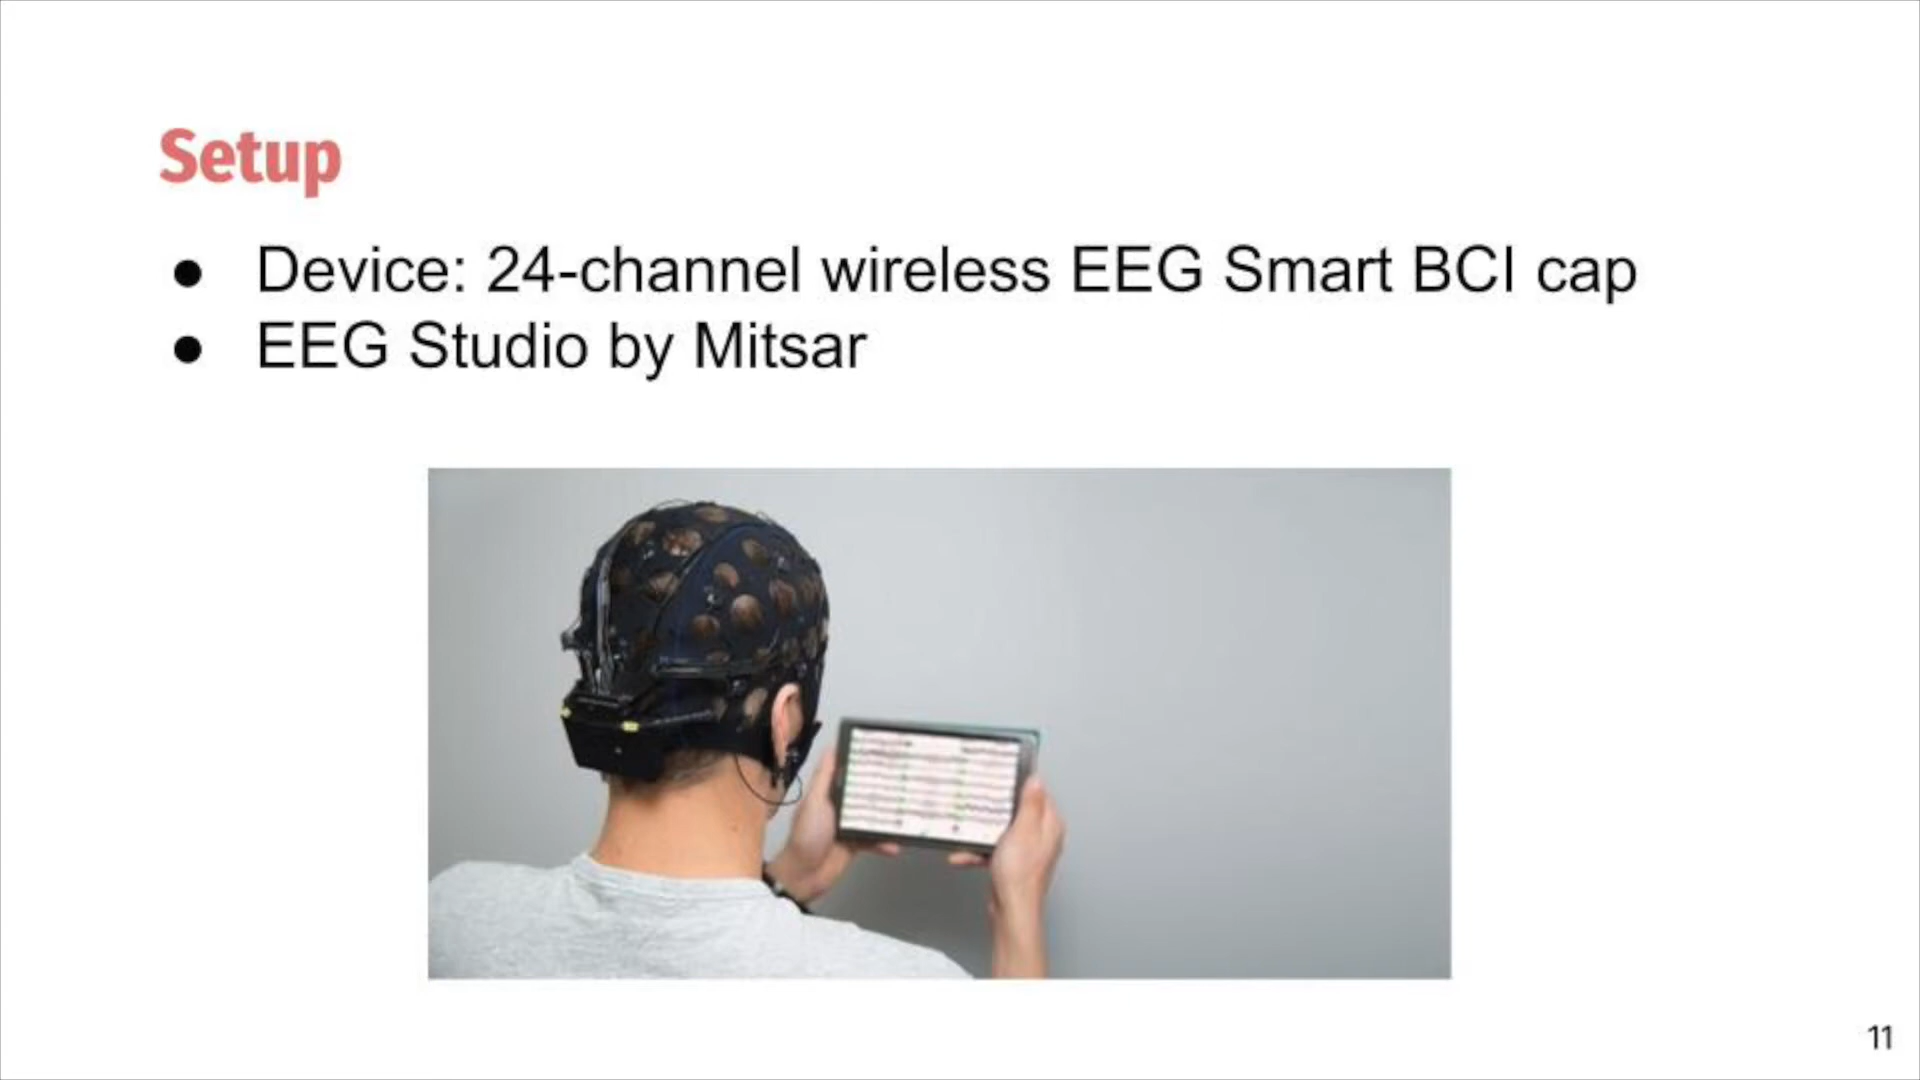 Setup
● Device: 24-channel wireless EEG Smart BCI cap
● EEG Studio by Mitsar
11